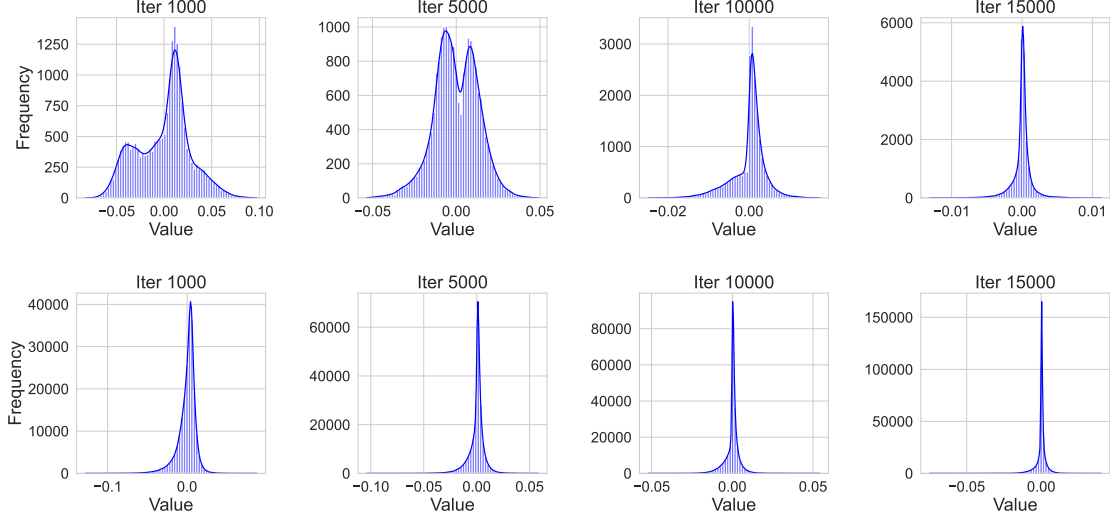 Iter 1000 Iter 5000 Iter 10000 Iter 15000
Frequency
1250
1000
750
500
250
0
−0.05 0.00 0.05 0.10
Value
1000
800
600
400
200
0
−0.05 0.00 0.05
Value
3000
2000
1000
0
−0.02 0.00
Value
6000
4000
2000
0
−0.01 0.00 0.01
Value
Iter 1000 Iter 5000 Iter 10000 Iter 15000
Frequency
40000
30000
20000
10000
0
−0.1 0.0
Value
60000
40000
20000
0
−0.10 −0.05 0.00 0.05
Value
80000
60000
40000
20000
0
−0.05 0.00 0.05
Value
150000
100000
50000
0
−0.05 0.00
Value